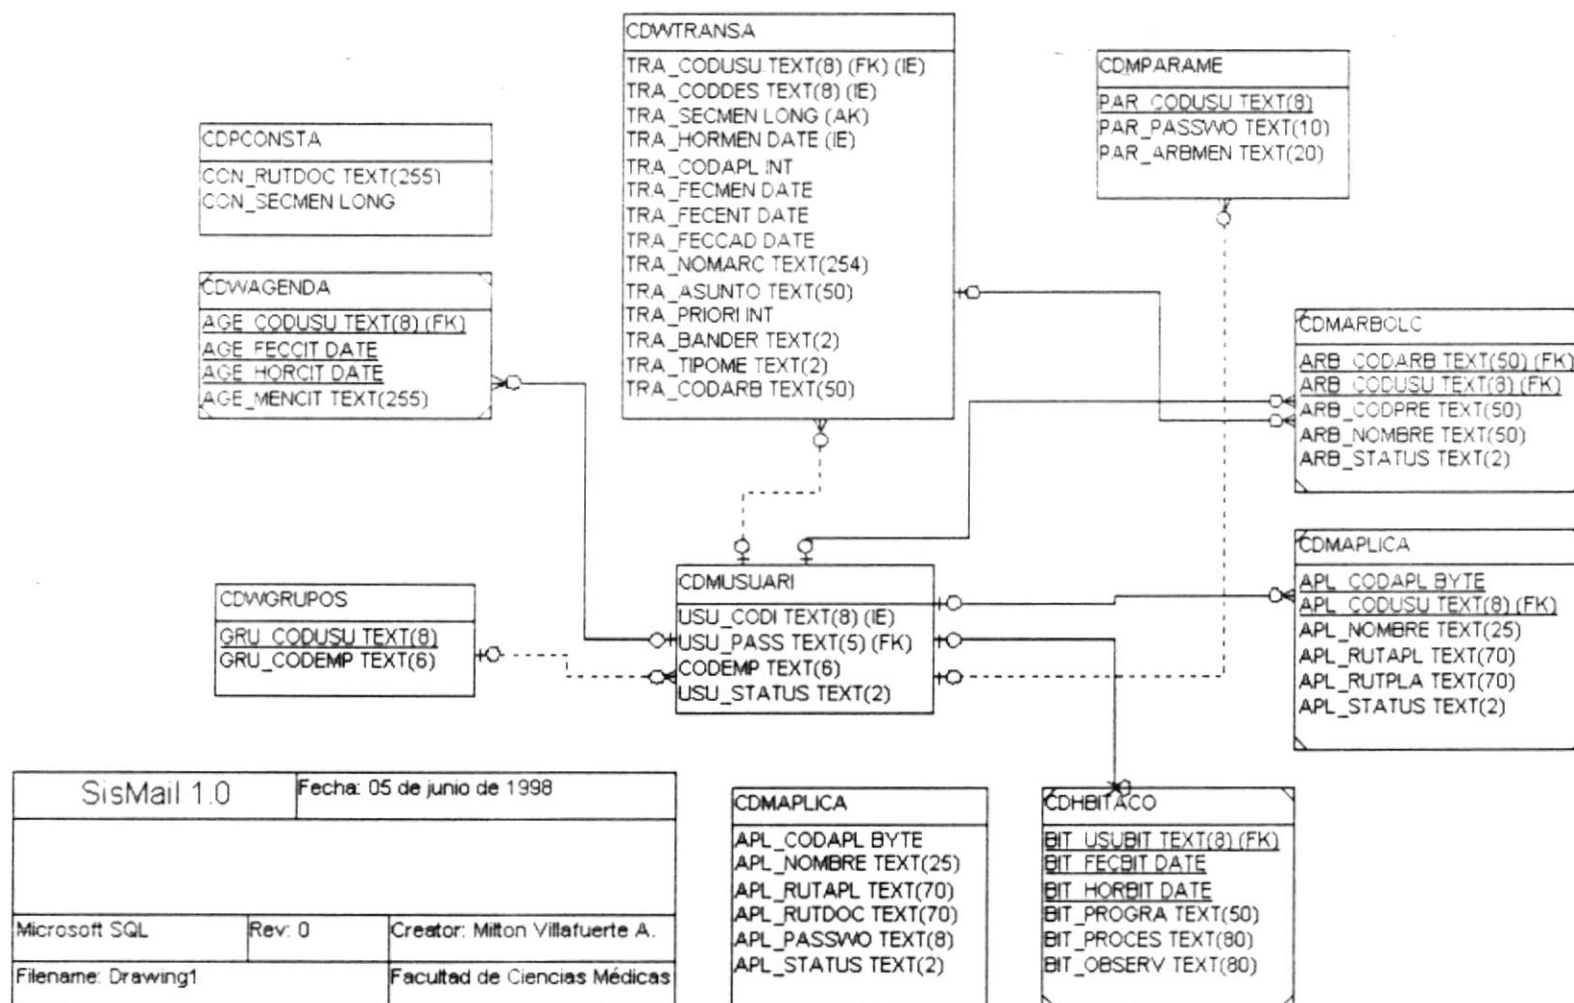 CDWTRANSA
TRA_CODUSU TEXT(8) (FK) (IE)
TRA_CODDES TEXT(8) (IE)
TRA_SECMEN LONG (AK)
TRA_HORMEN DATE (IE)
TRA_CODAPL INT
TRA_FECMEN DATE
TRA_FECENT DATE
TRA_FECCAD DATE
TRA_NOMARC TEXT(254)
TRA_ASUNTO TEXT(50)
TRA_PRIORI INT
TRA_BANDER TEXT(2)
TRA_TIPOME TEXT(2)
TRA_CODARB TEXT(50)
CDMPARAME
PAR_CODUSU TEXT(8)
PAR_PASSWO TEXT(10)
PAR_ARBMEN TEXT(20)
CDPCONSTA
CON_RUTDOC TEXT(255)
CON_SECMEN LONG
CDWAGENDA
AGE_CODUSU TEXT(8) (FK)
AGE_FECCIT DATE
AGE_HORCIT DATE
AGE_MENCIT TEXT(255)
CDMARBOLC
ARB_CODARB TEXT(50) (FK)
ARB_CODUSU TEXT(8) (FK)
ARB_CODPRE TEXT(50)
ARB_NOMBRE TEXT(50)
ARB_STATUS TEXT(2)
CDMAPLICA
APL_CODAPL BYTE
APL_CODUSU TEXT(8) (FK)
APL_NOMBRE TEXT(25)
APL_RUTAPL TEXT(70)
APL_RUTPLA TEXT(70)
APL_STATUS TEXT(2)
CDMUSUARI
USU_CODI TEXT(8) (IE)
USU_PASS TEXT(5) (FK)
CODEMP TEXT(6)
USU_STATUS TEXT(2)
CDWGRUPOS
GRU_CODUSU TEXT(8)
GRU_CODEMP TEXT(6)
SisMail 1.0
Fecha: 05 de junio de 1998
Microsoft SQL
Rev: 0
Creator: Milton Villafuerte A.
Filename: Drawing1
Facultad de Ciencias Médicas
CDMAPLICA
APL_CODAPL BYTE
APL_NOMBRE TEXT(25)
APL_RUTAPL TEXT(70)
APL_RUTDOC TEXT(70)
APL_PASSWO TEXT(8)
APL_STATUS TEXT(2)
CDHBITACO
BIT_USUBIT TEXT(8) (FK)
BIT_FECBIT DATE
BIT_HORBIT DATE
BIT_PROGRA TEXT(50)
BIT_PROCES TEXT(80)
BIT_OBSERV TEXT(80)